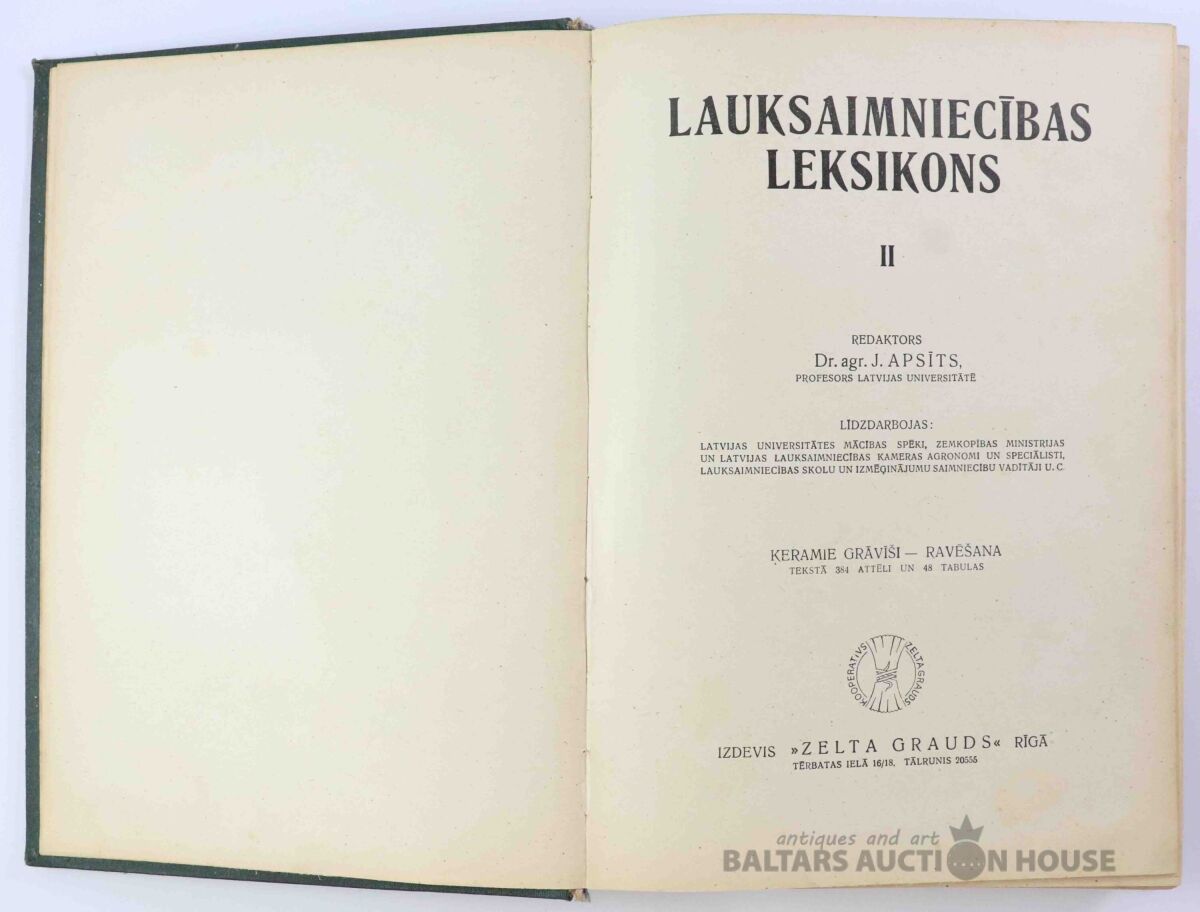 LAUKSAIMNIECĪBAS
LEKSIKONS
II
REDAKTORS
Dr. agr. J. APSĪTS,
PROFESORS LATVIJAS UNIVERSITĀTĒ
LĪDZDARBOJAS:
LATVIJAS UNIVERSITĀTES MĀCĪBAS SPĒKI, ZEMKOPĪBAS MINISTRIJAS
UN LATVIJAS LAUKSAIMNIECĪBAS KAMERAS AGRONOMI UN SPECIĀLISTI,
LAUKSAIMNIECĪBAS SKOLU UN IZMĒĢINĀJUMU SAIMNIECĪBU VADĪTĀJI U. C.
ĶERAMIE GRĀVĪŠI — RAVĒŠANA
TEKSTĀ 384 ATTĒLI UN 48 TABULAS
KOOPERATIVS ZELTA GRAUDS
IZDEVIS »ZELTA GRAUDS« RĪGĀ
TĒRBATAS IELĀ 16/18. TĀLRUNIS 20555
antiques and art
BALTARS AUCTION HOUSE